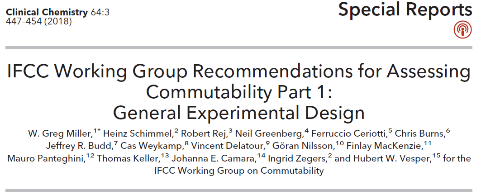 Clinical Chemistry 64:3
447–454 (2018)
Special Reports
IFCC Working Group Recommendations for Assessing
Commutability Part 1:
General Experimental Design
W. Greg Miller,1* Heinz Schimmel,2 Robert Rej,3 Neil Greenberg,4 Ferruccio Ceriotti,5 Chris Burns,6
Jeffrey R. Budd,7 Cas Weykamp,8 Vincent Delatour,9 Göran Nilsson,10 Finlay MacKenzie,11
Mauro Panteghini,12 Thomas Keller,13 Johanna E. Camara,14 Ingrid Zegers,2 and Hubert W. Vesper,15 for the
IFCC Working Group on Commutability